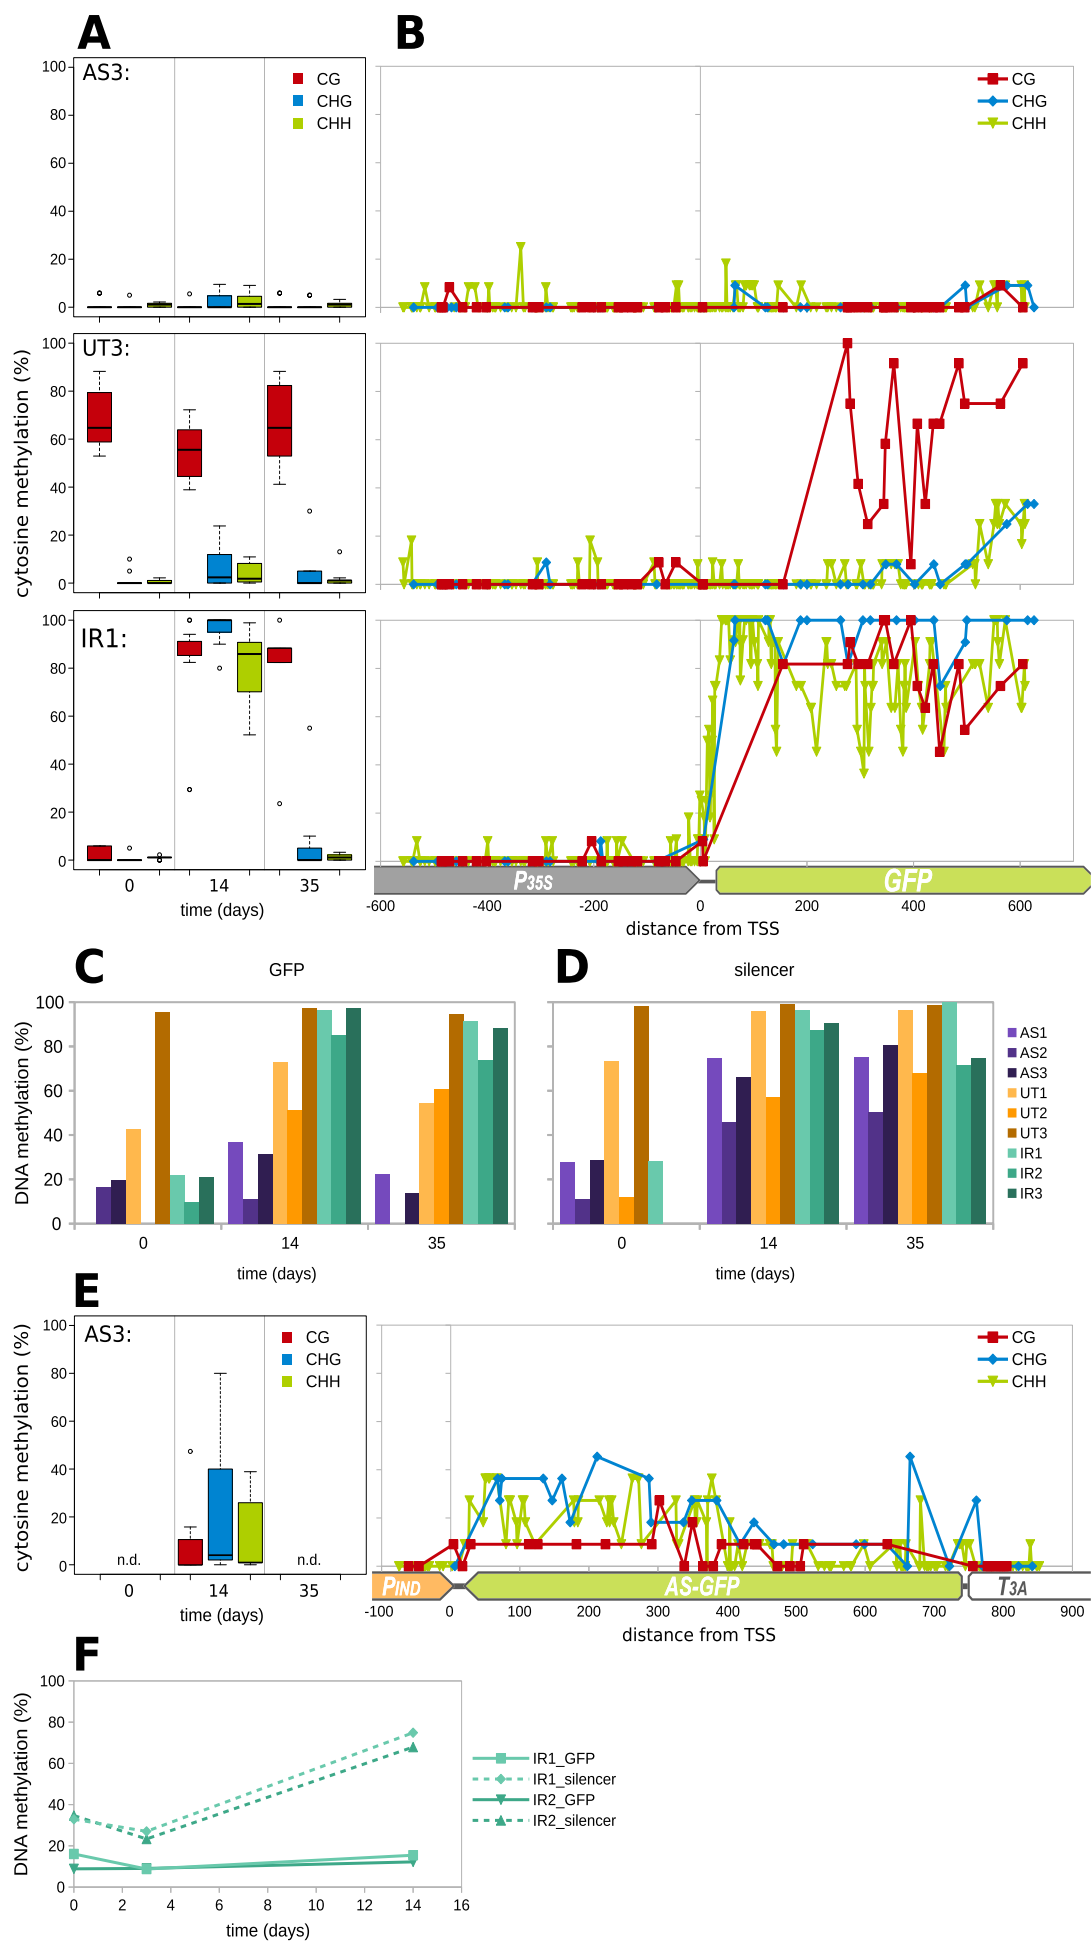 A
B
AS3:
CG
CHG
CHH
100
80
60
40
20
0
CG
CHG
CHH
cytosine methylation (%)
UT3:
100
80
60
40
20
0
IR1:
100
80
60
40
20
0
0
14
35
time (days)
P35S
GFP
-600
-400
-200
0
200
400
600
distance from TSS
C
GFP
D
silencer
DNA methylation (%)
100
80
60
40
20
0
0
14
35
time (days)
0
14
35
time (days)
AS1
AS2
AS3
UT1
UT2
UT3
IR1
IR2
IR3
E
cytosine methylation (%)
AS3:
CG
CHG
CHH
100
80
60
40
20
0
n.d.
n.d.
0
14
35
time (days)
CG
CHG
CHH
PIND
AS-GFP
T3A
-100
0
100
200
300
400
500
600
700
800
900
distance from TSS
F
DNA methylation (%)
100
80
60
40
20
0
0
2
4
6
8
10
12
14
16
time (days)
IR1_GFP
IR1_silencer
IR2_GFP
IR2_silencer